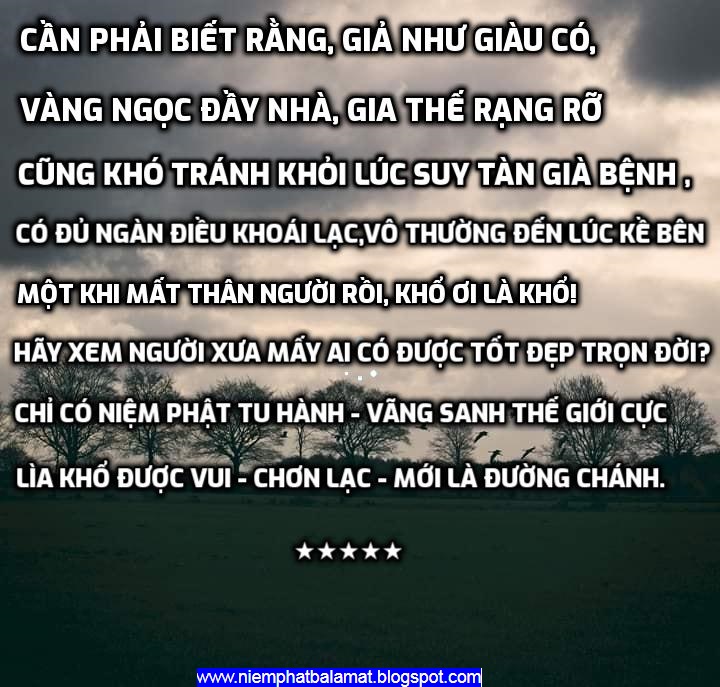 CẦN PHẢI BIẾT RẰNG, GIẢ NHƯ GIÀU CÓ,
VÀNG NGỌC ĐẦY NHÀ, GIA THẾ RẠNG RỠ
CŨNG KHÓ TRÁNH KHỎI LÚC SUY TÀN GIÀ BỆNH ,
CÓ ĐỦ NGÀN ĐIỀU KHOÁI LẠC,VÔ THƯỜNG ĐẾN LÚC KỀ BÊN
MỘT KHI MẤT THÂN NGƯỜI RỒI, KHỔ ƠI LÀ KHỔ!
HÃY XEM NGƯỜI XƯA MẤY AI CÓ ĐƯỢC TỐT ĐẸP TRỌN ĐỜI?
CHỈ CÓ NIỆM PHẬT TU HÀNH - VÃNG SANH THẾ GIỚI CỰC
LÌA KHỔ ĐƯỢC VUI - CHƠN LẠC - MỚI LÀ ĐƯỜNG CHÁNH.
★★★★★
www.niemphatbalamat.blogspot.com